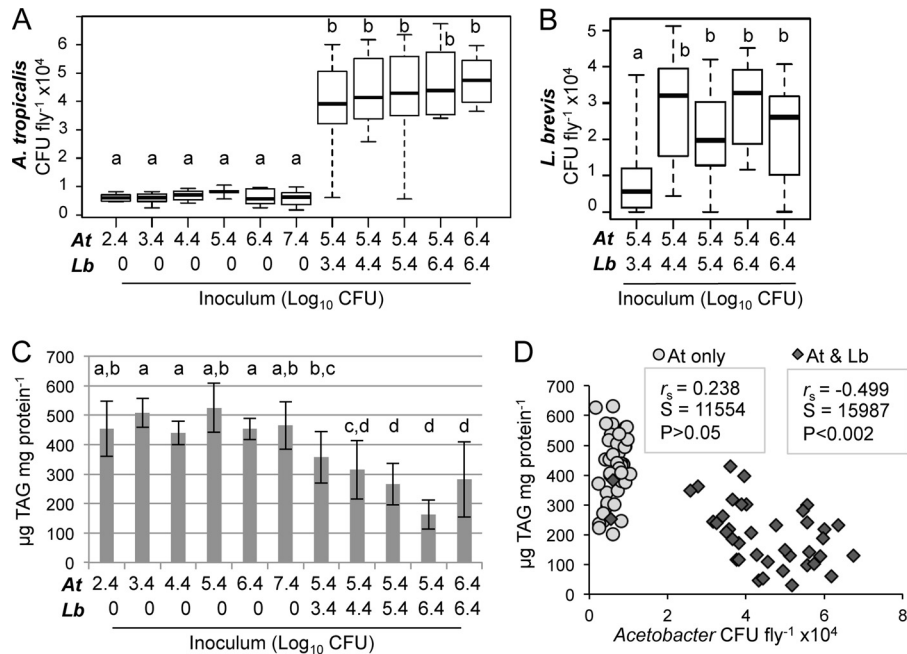 A
A. tropicalis
CFU fly⁻¹ x10⁴
6
5
4
3
2
1
0
a a a a a a b b b b b
At 2.4 3.4 4.4 5.4 6.4 7.4 5.4 5.4 5.4 5.4 6.4
Lb 0 0 0 0 0 0 3.4 4.4 5.4 6.4 6.4
Inoculum (Log₁₀ CFU)
B
L. brevis
CFU fly⁻¹ x10⁴
5
4
3
2
1
0
a b b b b
At 5.4 5.4 5.4 6.4 6.4
Lb 3.4 4.4 5.4 6.4 6.4
Inoculum (Log₁₀ CFU)
C
µg TAG mg protein⁻¹
700
600
500
400
300
200
100
0
a,b a a a,b a a,b b,c c,d d d d
At 2.4 3.4 4.4 5.4 6.4 7.4 5.4 5.4 5.4 5.4 6.4
Lb 0 0 0 0 0 0 3.4 4.4 5.4 6.4 6.4
Inoculum (Log₁₀ CFU)
D
At only
At & Lb
rs = 0.238
S = 11554
P>0.05
rs = -0.499
S = 15987
P<0.002
µg TAG mg protein⁻¹
700
600
500
400
300
200
100
0
0 2 4 6 8
Acetobacter CFU fly⁻¹ x10⁴